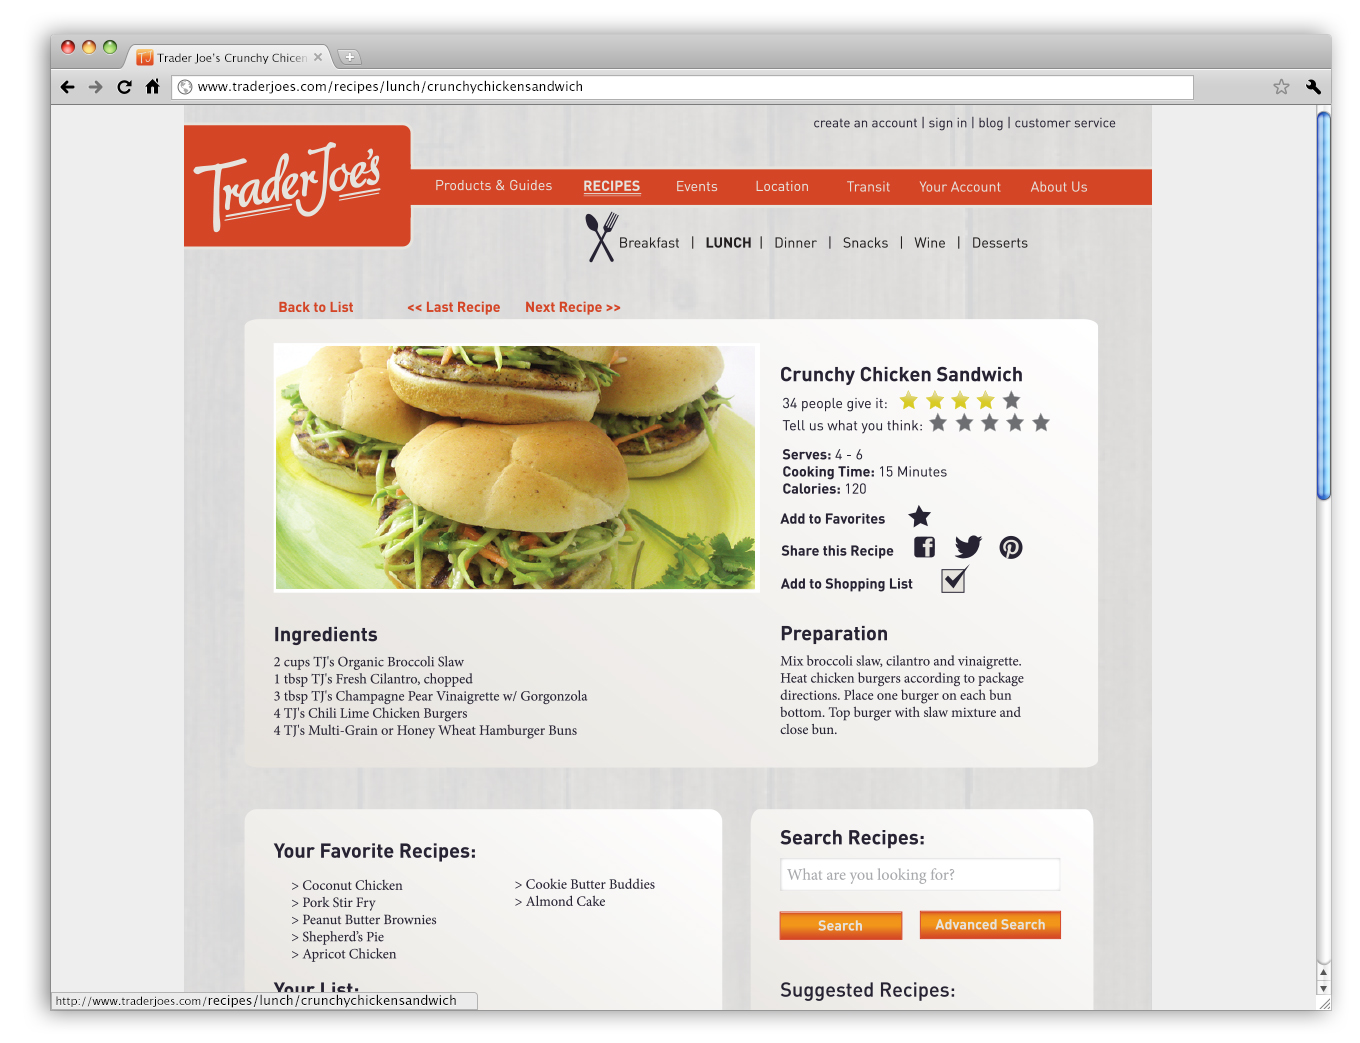 TJ Trader Joe's Crunchy Chicen
www.traderjoes.com/recipes/lunch/crunchychickensandwich
create an account | sign in | blog | customer service
Trader Joe's
Products & Guides RECIPES Events Location Transit Your Account About Us
Breakfast | LUNCH | Dinner | Snacks | Wine | Desserts
Back to List << Last Recipe Next Recipe >>
Crunchy Chicken Sandwich
34 people give it:
Tell us what you think:
Serves: 4 - 6
Cooking Time: 15 Minutes
Calories: 120
Add to Favorites
Share this Recipe
Add to Shopping List
Ingredients
2 cups TJ's Organic Broccoli Slaw
1 tbsp TJ's Fresh Cilantro, chopped
3 tbsp TJ's Champagne Pear Vinaigrette w/ Gorgonzola
4 TJ's Chili Lime Chicken Burgers
4 TJ's Multi-Grain or Honey Wheat Hamburger Buns
Preparation
Mix broccoli slaw, cilantro and vinaigrette.
Heat chicken burgers according to package
directions. Place one burger on each bun
bottom. Top burger with slaw mixture and
close bun.
Your Favorite Recipes:
> Coconut Chicken
> Pork Stir Fry
> Peanut Butter Brownies
> Shepherd's Pie
> Apricot Chicken
> Cookie Butter Buddies
> Almond Cake
Your List:
Search Recipes:
What are you looking for?
Search Advanced Search
Suggested Recipes:
http://www.traderjoes.com/recipes/lunch/crunchychickensandwich